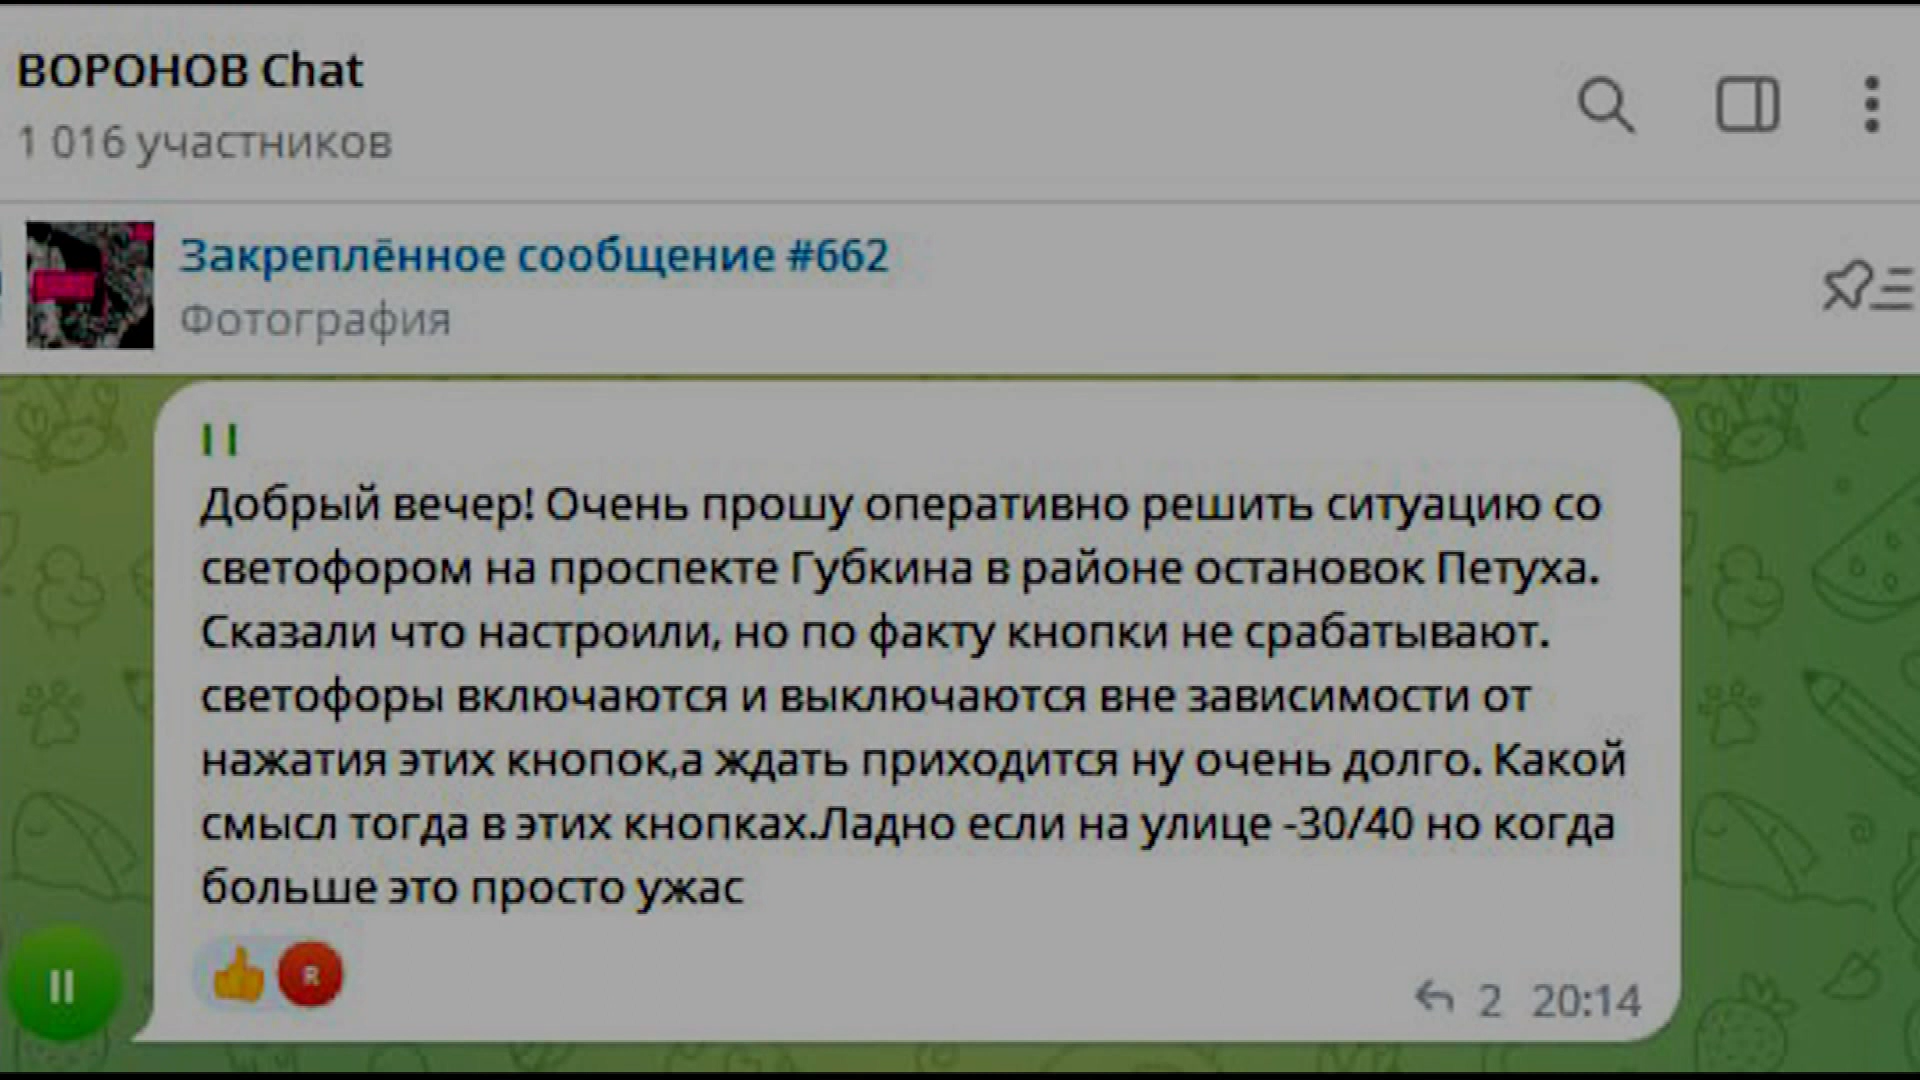 ВОРОНОВ Chat
1 016 участников
Закреплённое сообщение #662
Фотография
I I
Добрый вечер! Очень прошу оперативно решить ситуацию со
светофором на проспекте Губкина в районе остановок Петуха.
Сказали что настроили, но по факту кнопки не срабатывают.
светофоры включаются и выключаются вне зависимости от
нажатия этих кнопок,а ждать приходится ну очень долго. Какой
смысл тогда в этих кнопках.Ладно если на улице -30/40 но когда
больше это просто ужас
R
II
2 20:14